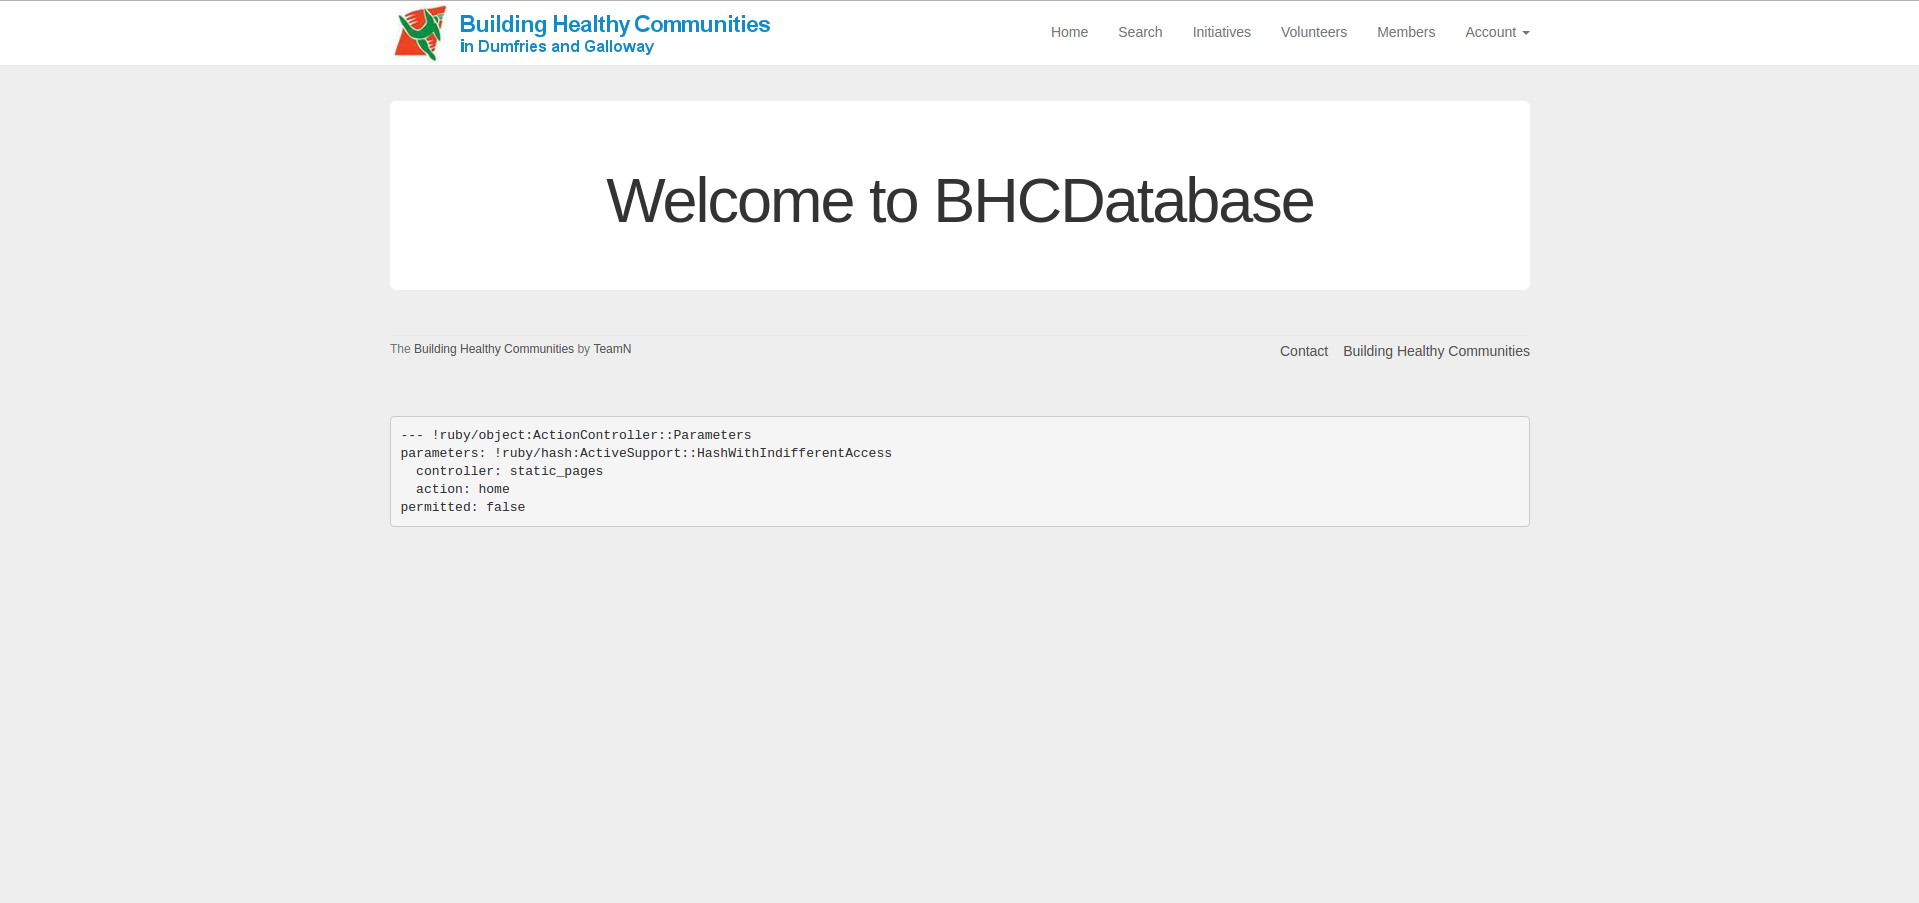 Building Healthy Communities
in Dumfries and Galloway
Home Search Initiatives Volunteers Members Account
Welcome to BHCDatabase
The Building Healthy Communities by TeamN
Contact Building Healthy Communities
--- !ruby/object:ActionController::Parameters
parameters: !ruby/hash:ActiveSupport::HashWithIndifferentAccess
  controller: static_pages
  action: home
permitted: false